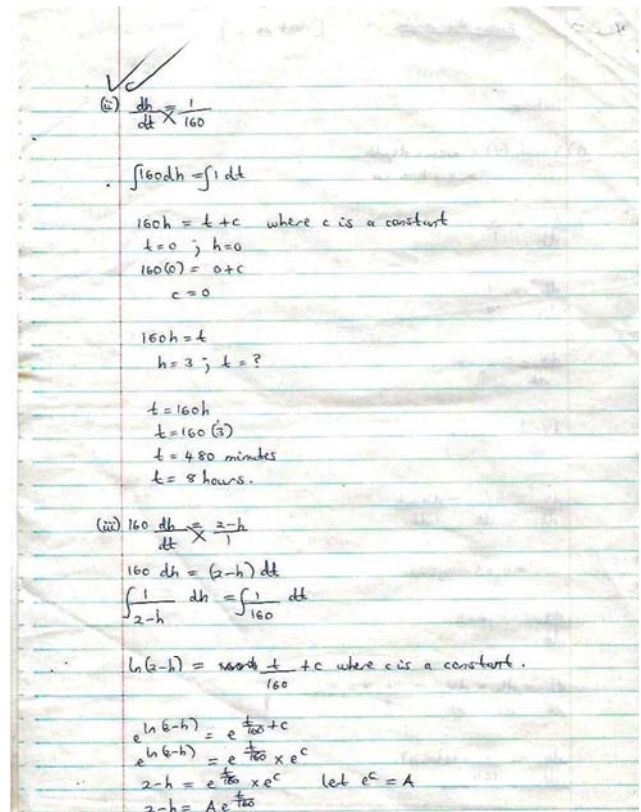 (ii) dh/dt = 1/160
∫160dh = ∫1 dt
160h = t + c where c is a constant
t=0 ; h=0
160(0) = 0+c
c = 0
160h = t
h = 3 ; t = ?
t = 160h
t = 160 (3)
t = 480 minutes
t = 8 hours.
(iii) 160 dh/dt = 2-h/1
160 dh = (2-h) dt
∫ 1/2-h dh = ∫ 1/160 dt
ln(2-h) = t/160 + c where c is a constant.
e^ln(2-h) = e^t/160 + c
e^ln(2-h) = e^t/160 × e^c
2-h = e^t/160 × e^c let e^c = A
2-h = Ae^t/160